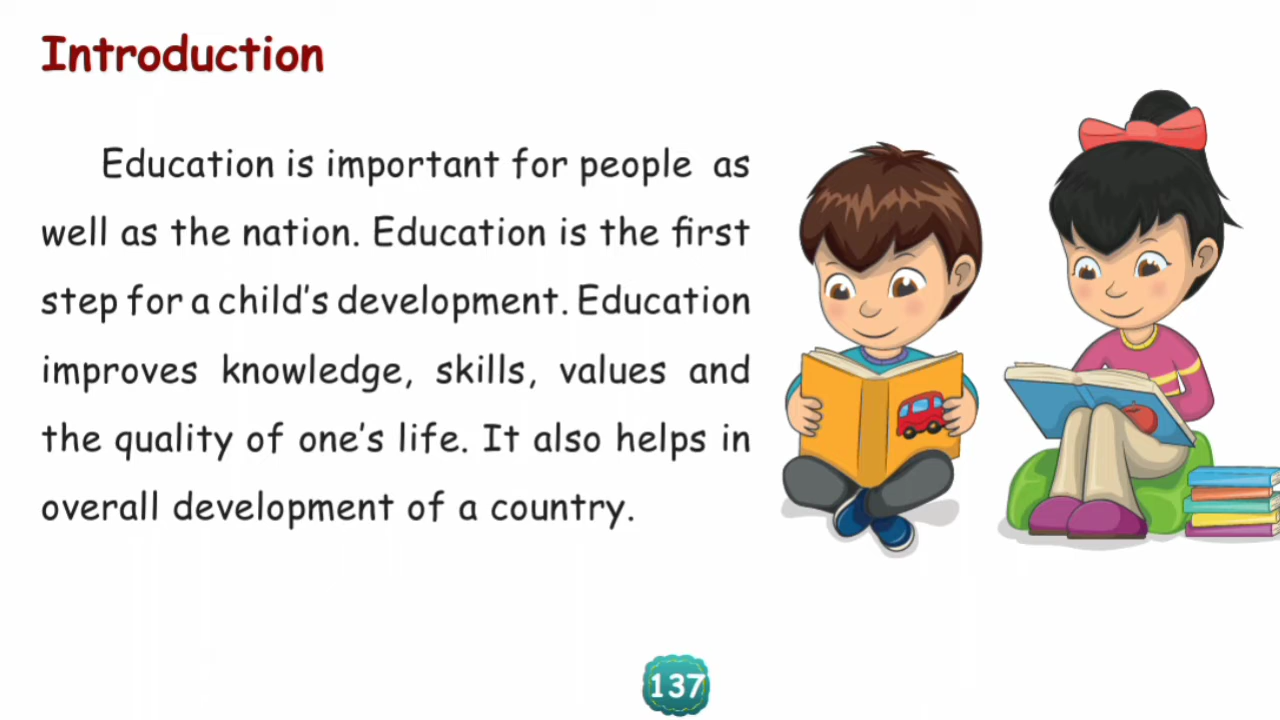 Introduction
Education is important for people as
well as the nation. Education is the first
step for a child's development. Education
improves knowledge, skills, values and
the quality of one's life. It also helps in
overall development of a country.
137